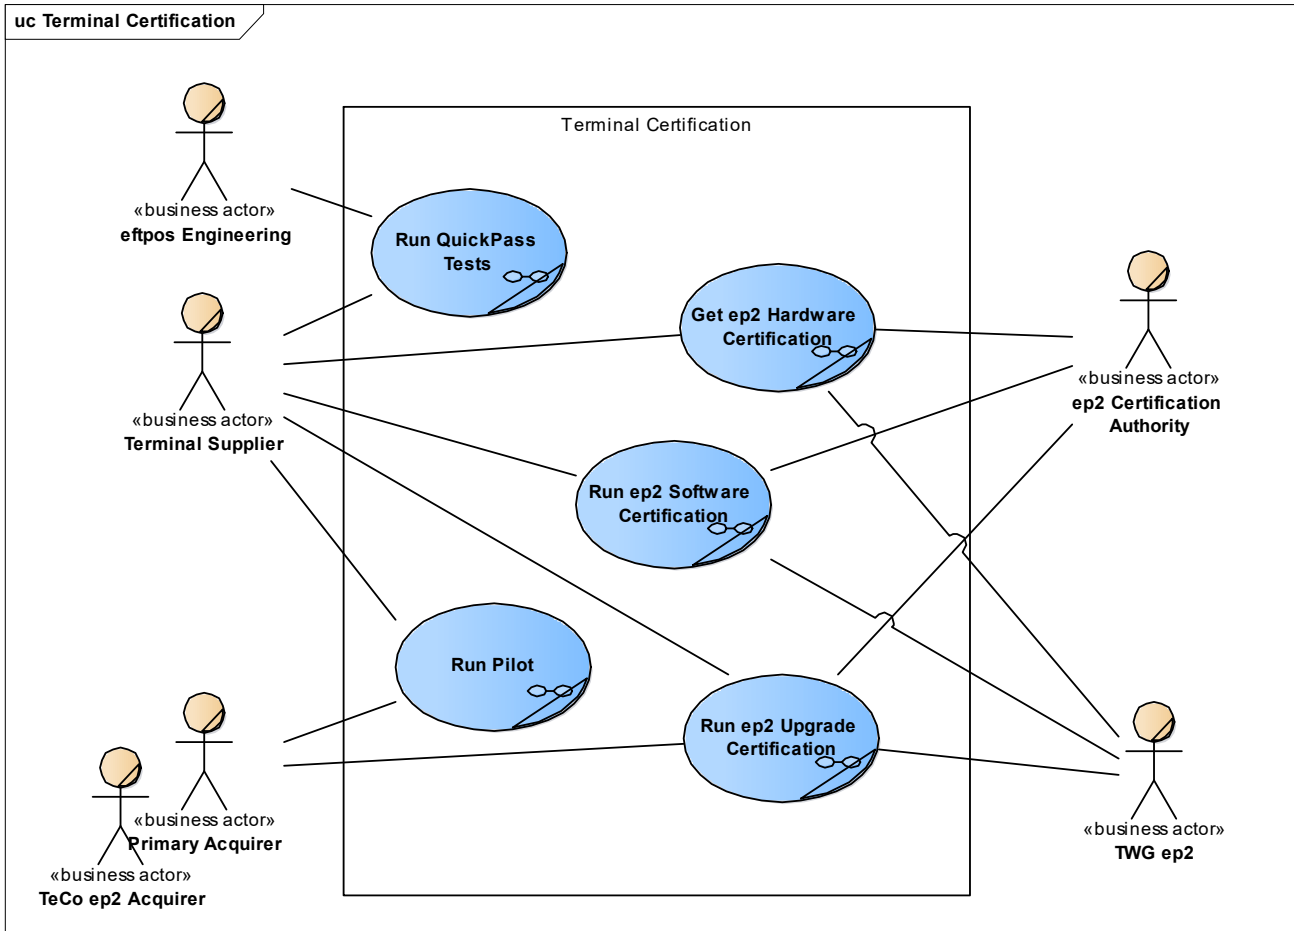 uc Terminal Certification
Terminal Certification
«business actor»
eftpos Engineering
Run QuickPass
Tests
«business actor»
Terminal Supplier
Get ep2 Hardware
Certification
«business actor»
ep2 Certification
Authority
Run ep2 Software
Certification
Run Pilot
Run ep2 Upgrade
Certification
«business actor»
Primary Acquirer
«business actor»
TeCo ep2 Acquirer
«business actor»
TWG ep2